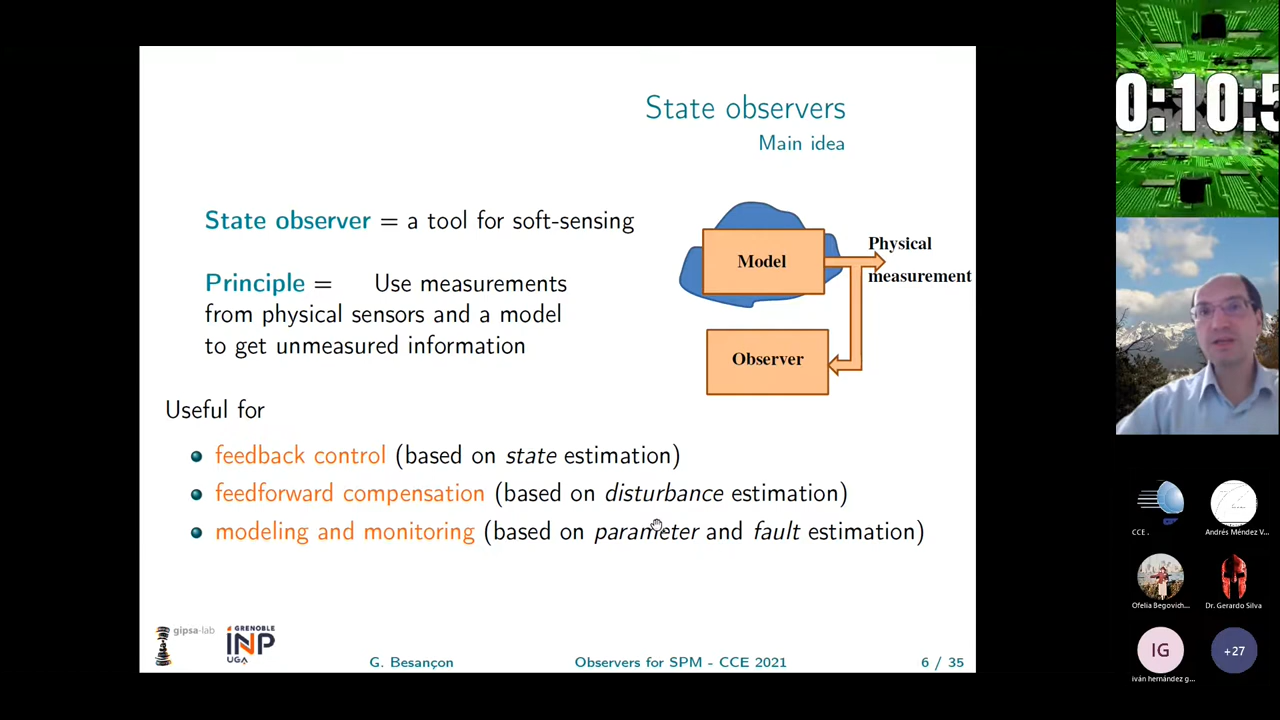 State observers
Main idea
State observer = a tool for soft-sensing
Principle = Use measurements
from physical sensors and a model
to get unmeasured information
Model
Physical
measurement
Observer
Useful for
feedback control (based on state estimation)
feedforward compensation (based on disturbance estimation)
modeling and monitoring (based on parameter and fault estimation)
gipsa-lab
GRENOBLE
INP
UGA
G. Besançon
Observers for SPM - CCE 2021
6 / 35
0:10:5
CCE .
Andrés Méndez V...
Ofelia Begovich...
Dr. Gerardo Silva
IG
iván hernández g...
+27